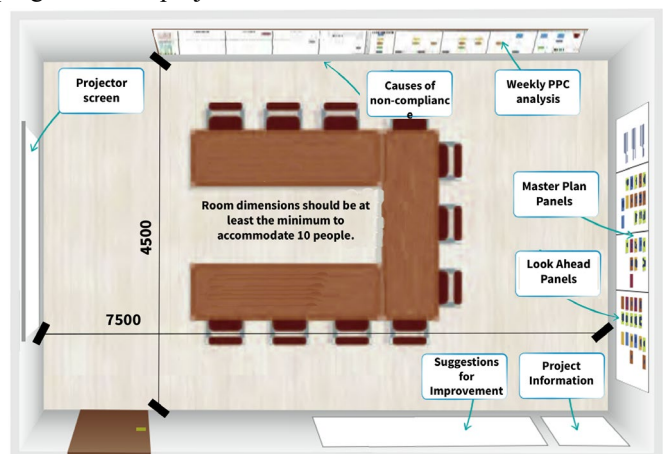 Projector
screen
Causes of
non-complianc
e
Weekly PPC
analysis
Master Plan
Panels
Room dimensions should be at
least the minimum to
accommodate 10 people.
4500
Look Ahead
Panels
7500
Suggestions
for
Improvement
Project
Information